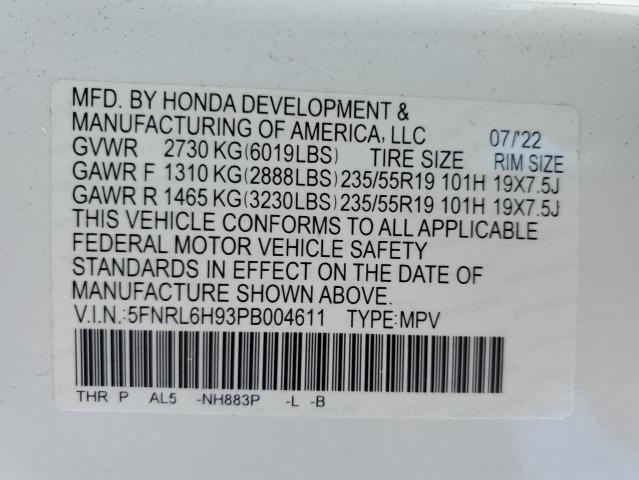 MFD. BY HONDA DEVELOPMENT &
MANUFACTURING OF AMERICA, LLC 07/'22
GVWR 2730 KG(6019LBS) TIRE SIZE RIM SIZE
GAWR F 1310 KG(2888LBS) 235/55R19 101H 19X7.5J
GAWR R 1465 KG(3230LBS) 235/55R19 101H 19X7.5J
THIS VEHICLE CONFORMS TO ALL APPLICABLE
FEDERAL MOTOR VEHICLE SAFETY
STANDARDS IN EFFECT ON THE DATE OF
MANUFACTURE SHOWN ABOVE.
V.I.N.:5FNRL6H93PB004611 TYPE:MPV
THR P AL5 -NH883P -L -B